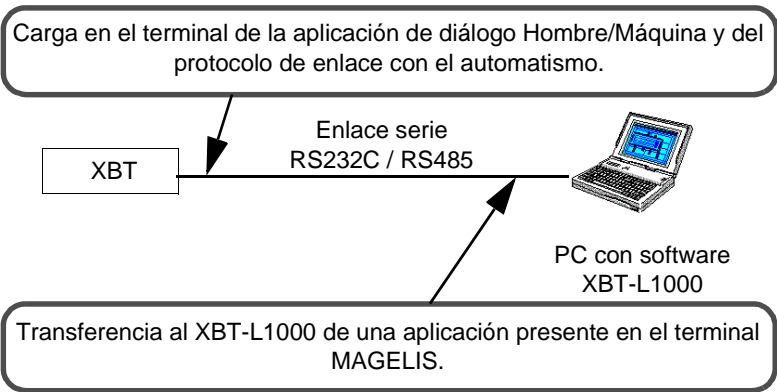 Carga en el terminal de la aplicación de diálogo Hombre/Máquina y del
protocolo de enlace con el automatismo.
Enlace serie
RS232C / RS485
XBT
PC con software
XBT-L1000
Transferencia al XBT-L1000 de una aplicación presente en el terminal
MAGELIS.